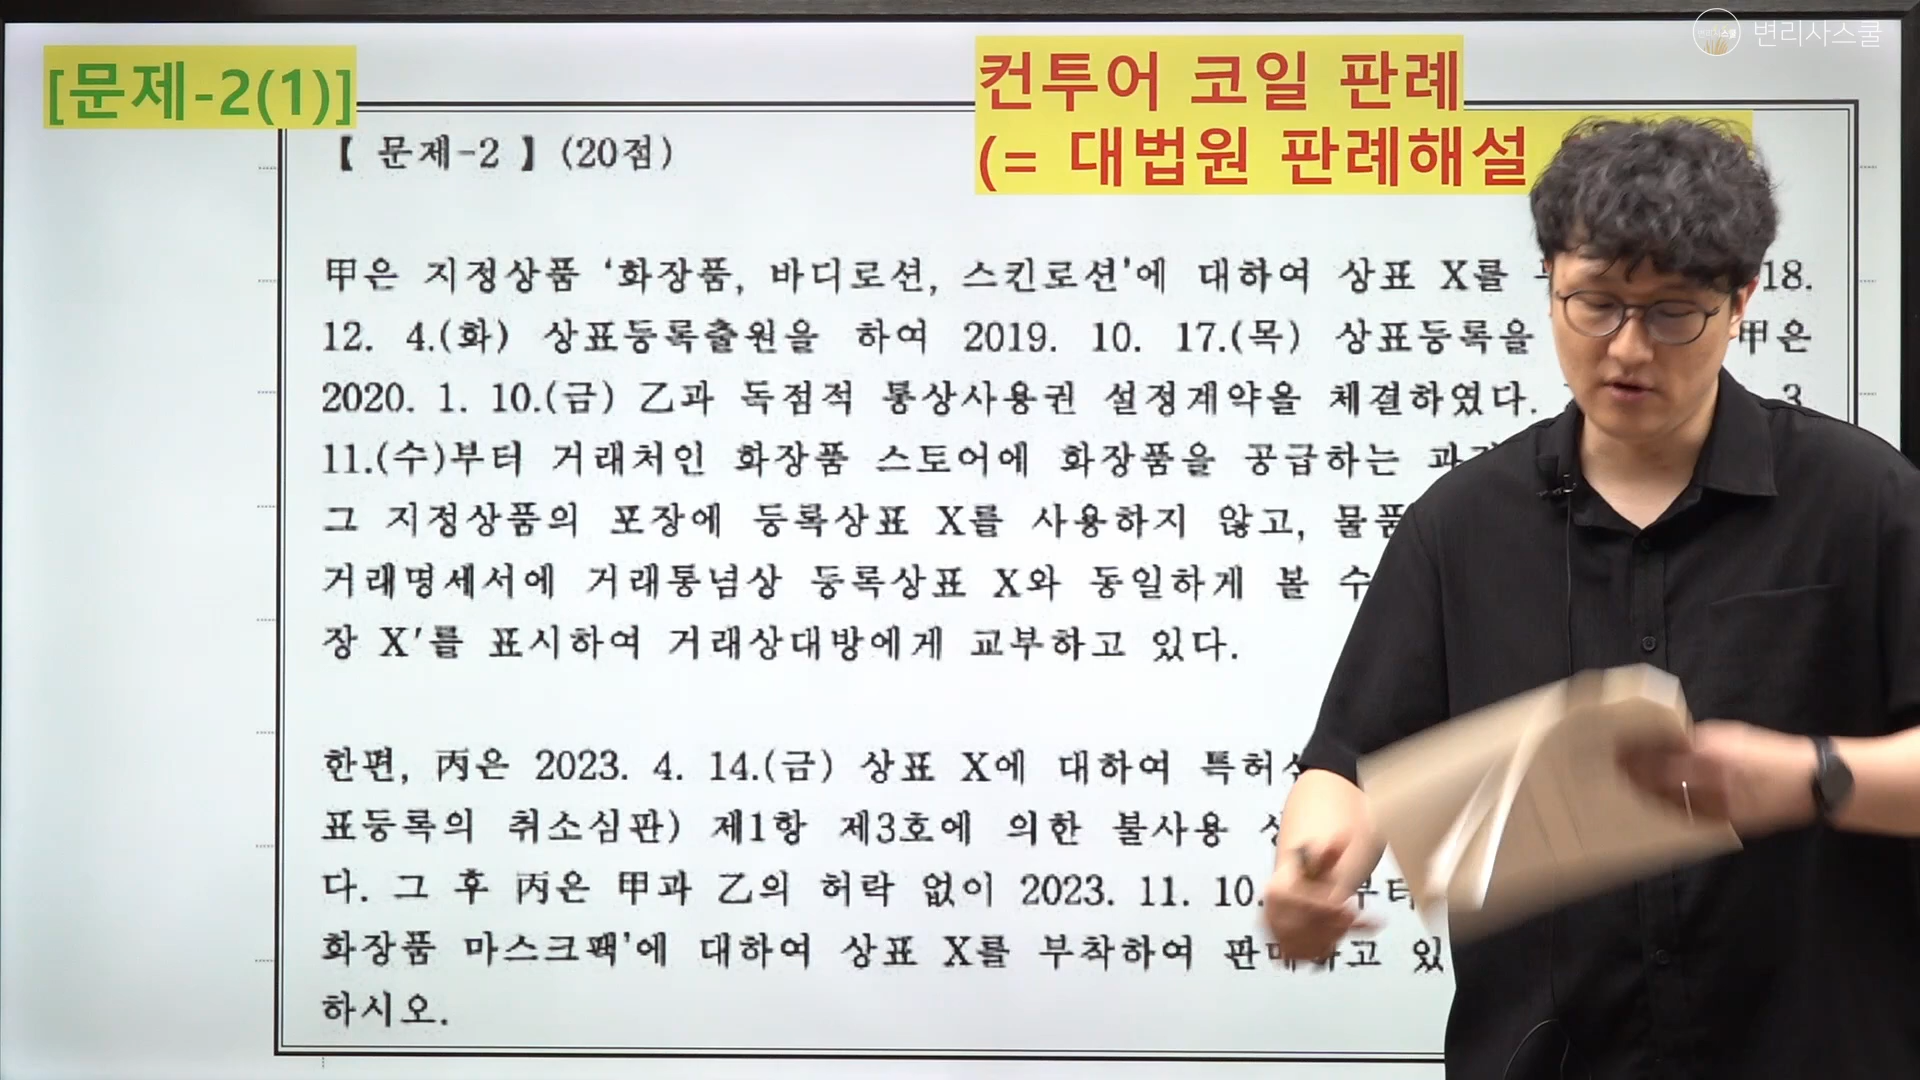 변리사스쿨
[문제-2(1)]
컨투어 코일 판례
(= 대법원 판례해설
【 문제-2 】(20점)
甲은 지정상품 ‘화장품, 바디로션, 스킨로션’에 대하여 상표 X를 18.
12. 4.(화) 상표등록출원을 하여 2019. 10. 17.(목) 상표등록을 甲은
2020. 1. 10.(금) 乙과 독점적 통상사용권 설정계약을 체결하였다. 3.
11.(수)부터 거래처인 화장품 스토어에 화장품을 공급하는
그 지정상품의 포장에 등록상표 X를 사용하지 않고,
거래명세서에 거래통념상 등록상표 X와 동일하게 볼 수
장 X′를 표시하여 거래상대방에게 교부하고 있다.
한편, 丙은 2023. 4. 14.(금) 상표 X에 대하여
표등록의 취소심판) 제1항 제3호에 의한 불사용
다. 그 후 丙은 甲과 乙의 허락 없이 2023. 11. 10.
화장품 마스크팩’에 대하여 상표 X를 부착하여 판매하고 있
하시오.